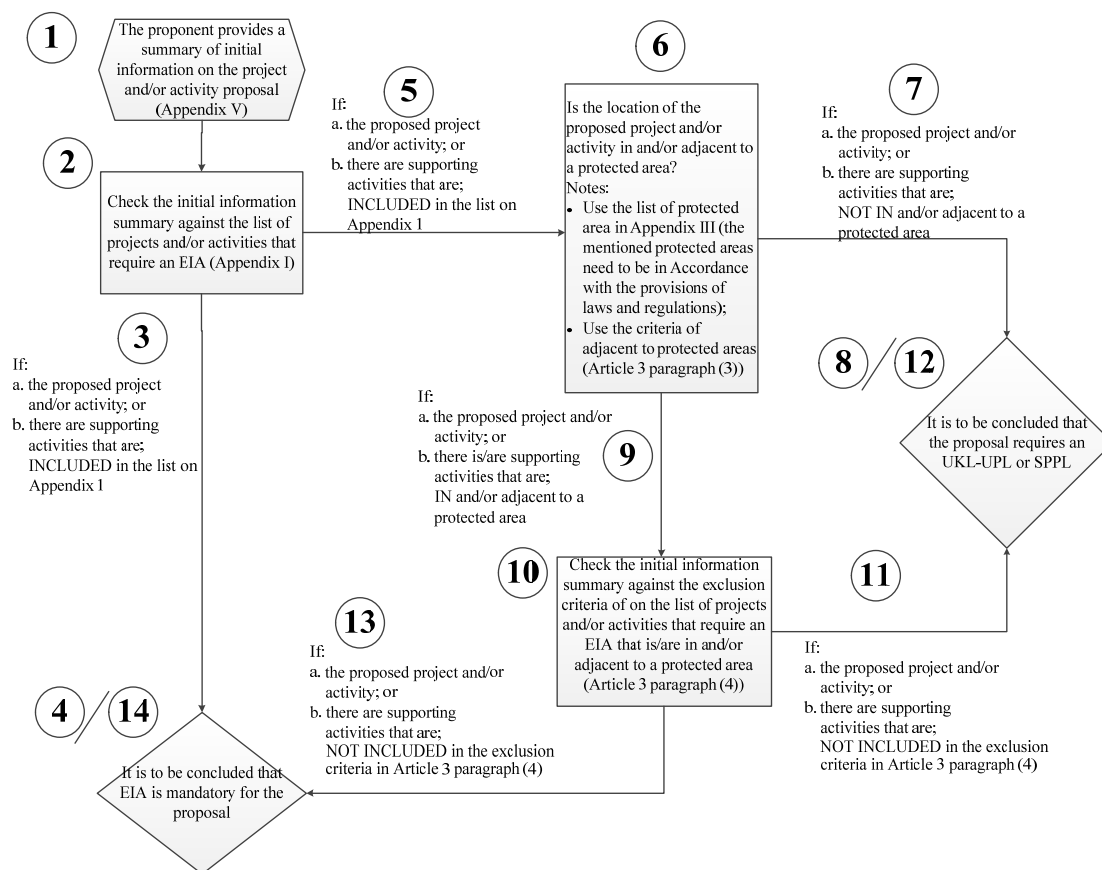 1
The proponent provides a
summary of initial
information on the project
and/or activity proposal
(Appendix V)
2
Check the initial information
summary against the list of
projects and/or activities that
require an EIA (Appendix I)
3
If:
a. the proposed project
and/or activity; or
b. there are supporting
activities that are;
INCLUDED in the list on
Appendix 1
4
/
14
It is to be concluded that
EIA is mandatory for the
proposal
5
If:
a. the proposed project
and/or activity; or
b. there are supporting
activities that are;
INCLUDED in the list on
Appendix 1
6
Is the location of the
proposed project and/or
activity in and/or adjacent to
a protected area?
Notes:
• Use the list of protected
area in Appendix III (the
mentioned protected areas
need to be in Accordance
with the provisions of
laws and regulations);
• Use the criteria of
adjacent to protected areas
(Article 3 paragraph (3))
7
If:
a. the proposed project and/or
activity; or
b. there are supporting
activities that are;
NOT IN and/or adjacent to a
protected area
8
/
12
It is to be concluded that
the proposal requires an
UKL-UPL or SPPL
9
If:
a. the proposed project and/or
activity; or
b. there is/are supporting
activities that are;
IN and/or adjacent to a
protected area
10
Check the initial information
summary against the exclusion
criteria of on the list of projects
and/or activities that require an
EIA that is/are in and/or
adjacent to a protected area
(Article 3 paragraph (4))
11
If:
a. the proposed project and/or
activity; or
b. there are supporting
activities that are;
NOT INCLUDED in the exclusion
criteria in Article 3 paragraph (4)
13
If:
a. the proposed project and/or
activity; or
b. there are supporting
activities that are;
NOT INCLUDED in the exclusion
criteria in Article 3 paragraph (4)